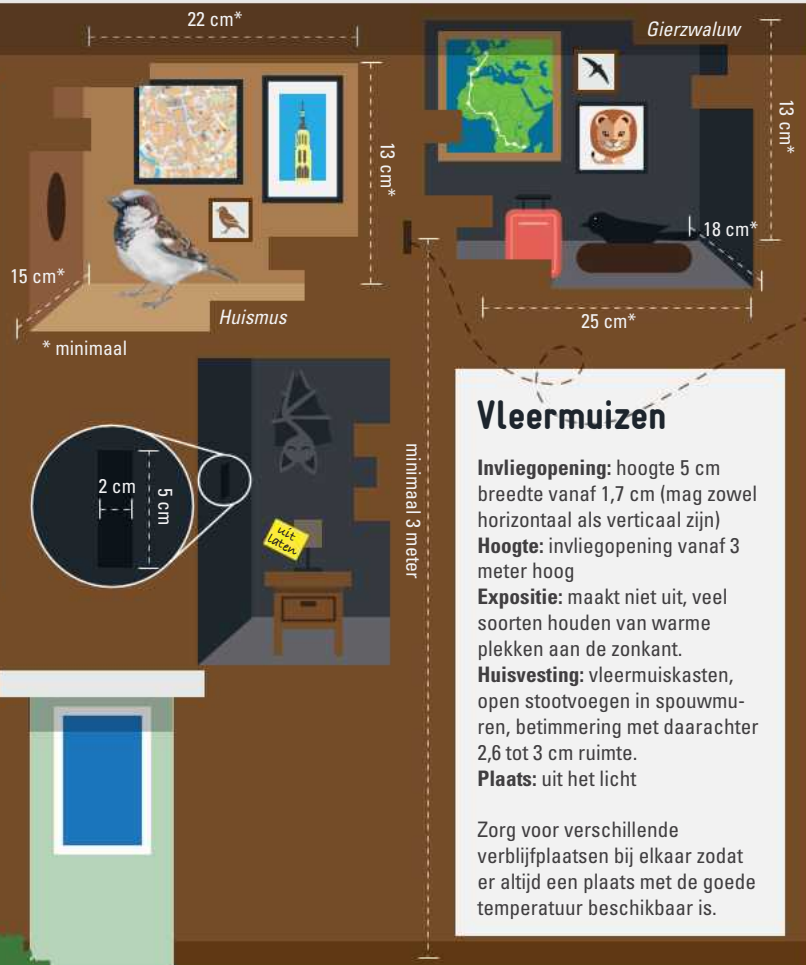 22 cm*
Gierzwaluw
13 cm*
13 cm*
18 cm*
15 cm*
25 cm*
Huismus
* minimaal
2 cm
5 cm
uit
laten
minimaal 3 meter
Vleermuizen
Invliegopening: hoogte 5 cm
breedte vanaf 1,7 cm (mag zowel
horizontaal als verticaal zijn)
Hoogte: invliegopening vanaf 3
meter hoog
Expositie: maakt niet uit, veel
soorten houden van warme
plekken aan de zonkant.
Huisvesting: vleermuiskasten,
open stootvoegen in spouwmu-
ren, betimmering met daarachter
2,6 tot 3 cm ruimte.
Plaats: uit het licht
Zorg voor verschillende
verblijfplaatsen bij elkaar zodat
er altijd een plaats met de goede
temperatuur beschikbaar is.